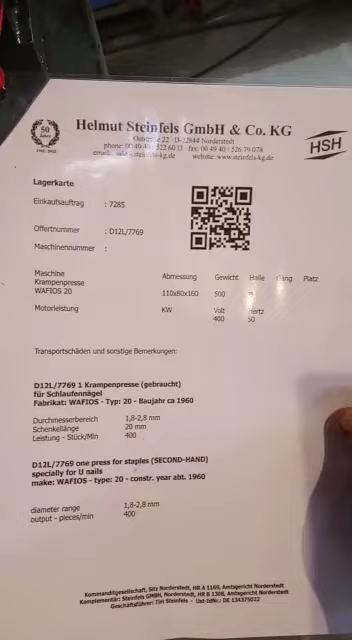 50
Jahre
Helmut Steinfels GmbH & Co. KG
22 - D-22844 Norderstedt
phone: 00 49 40 / 522 60 11 fax: 00 49 40 / 526 79 078
email: website: www.steinfels-kg.de
HSH
Lagerkarte
Einkaufsauftrag : 7285
Offertnummer : D12L/7769
Maschinennummer :
Maschine Abmessung Gewicht Halle Gang Platz
Krampenpresse
WAFIOS 20 110x80x160 500
Motorleistung KW Volt Hertz
400 50
Transportschäden und sonstige Bemerkungen:
D12L/7769 1 Krampenpresse (gebraucht)
für Schlaufennägel
Fabrikat: WAFIOS - Typ: 20 - Baujahr ca 1960
Durchmesserbereich 1,8-2,8 mm
Schenkellänge 20 mm
Leistung - Stück/Min 400
D12L/7769 one press for staples (SECOND-HAND)
specially for U nails
make: WAFIOS - type: 20 - constr. year abt. 1960
diameter range 1,8-2,8 mm
output - pieces/min 400
Kommanditgesellschaft, Sitz Norderstedt, HR A 1169, Amtsgericht Norderstedt
Komplementär: Steinfels GmbH, Norderstedt, HR B 1308, Amtsgericht Norderstedt
Geschäftsführer: Tim Steinfels - Ust-IdNr.: DE 134375022